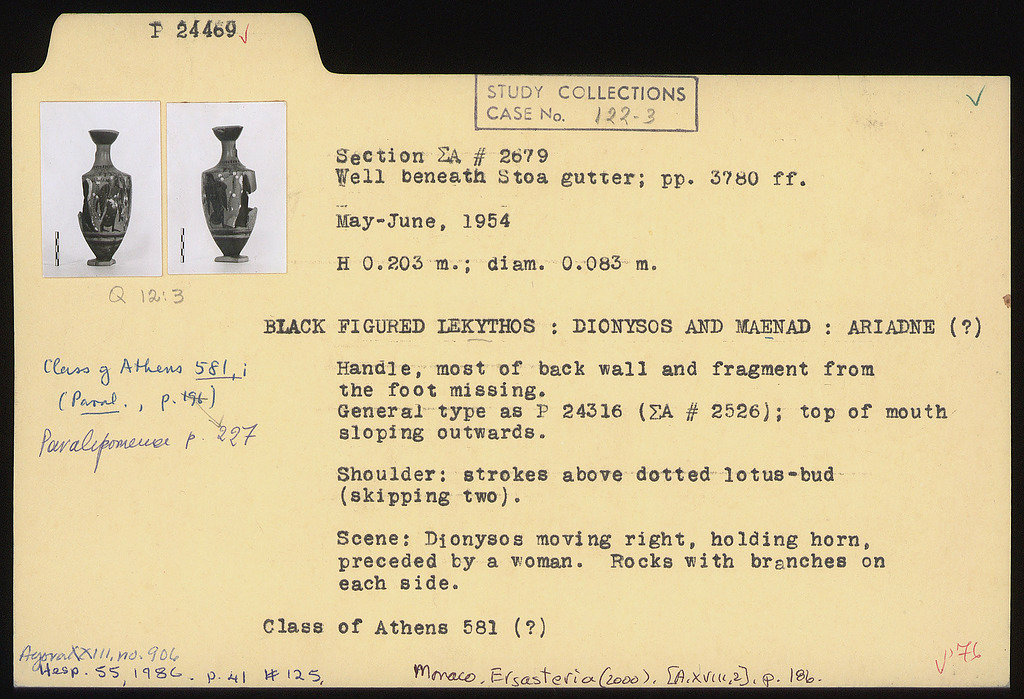 P 24469 ✓
STUDY COLLECTIONS
CASE No. 122-3
✓
Section ΣA # 2679
Well beneath Stoa gutter; pp. 3780 ff.
May-June, 1954
H 0.203 m.; diam. 0.083 m.
Q 12:3
BLACK FIGURED LEKYTHOS : DIONYSOS AND MAENAD : ARIADNE (?)
Class of Athens 581, i
(Paral., p. 196)
Paralipomena p. 227
Handle, most of back wall and fragment from
the foot missing.
General type as P 24316 (ΣA # 2526); top of mouth
sloping outwards.
Shoulder: strokes above dotted lotus-bud
(skipping two).
Scene: Dionysos moving right, holding horn,
preceded by a woman. Rocks with branches on
each side.
Class of Athens 581 (?)
Agora XXIII, no. 906
Hesp. 55, 1986. p. 41 # 125.
Monaco, Ergasteria (2000). [A.XVIII,2], p. 186.
✓'76